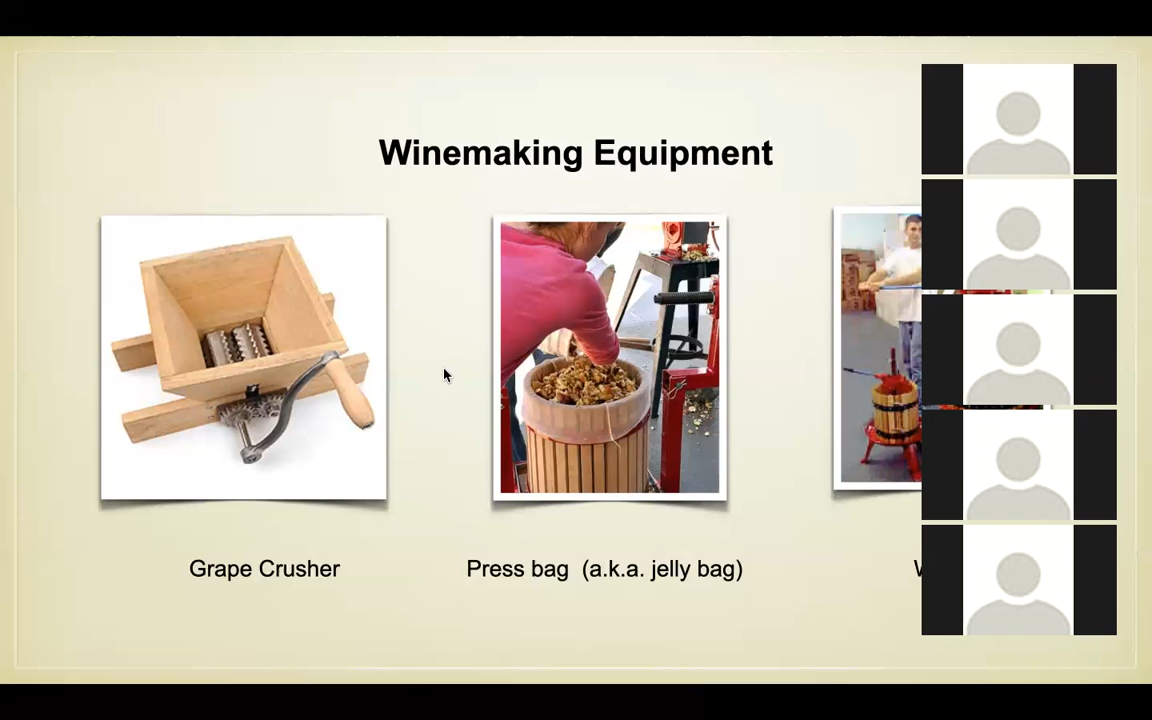 Winemaking Equipment
Grape Crusher
Press bag (a.k.a. jelly bag)